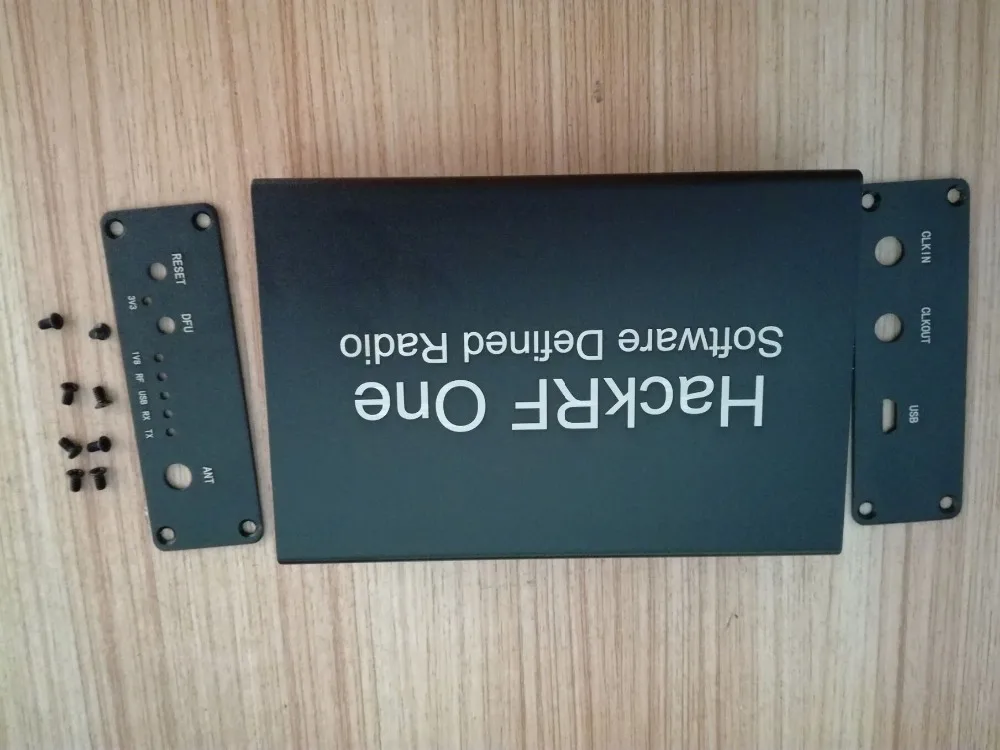 HackRF One
Software Defined Radio
RESET
3V3
DFU
1V8
RF
USB
RX
TX
ANT
CLKIN
CLKOUT
USB